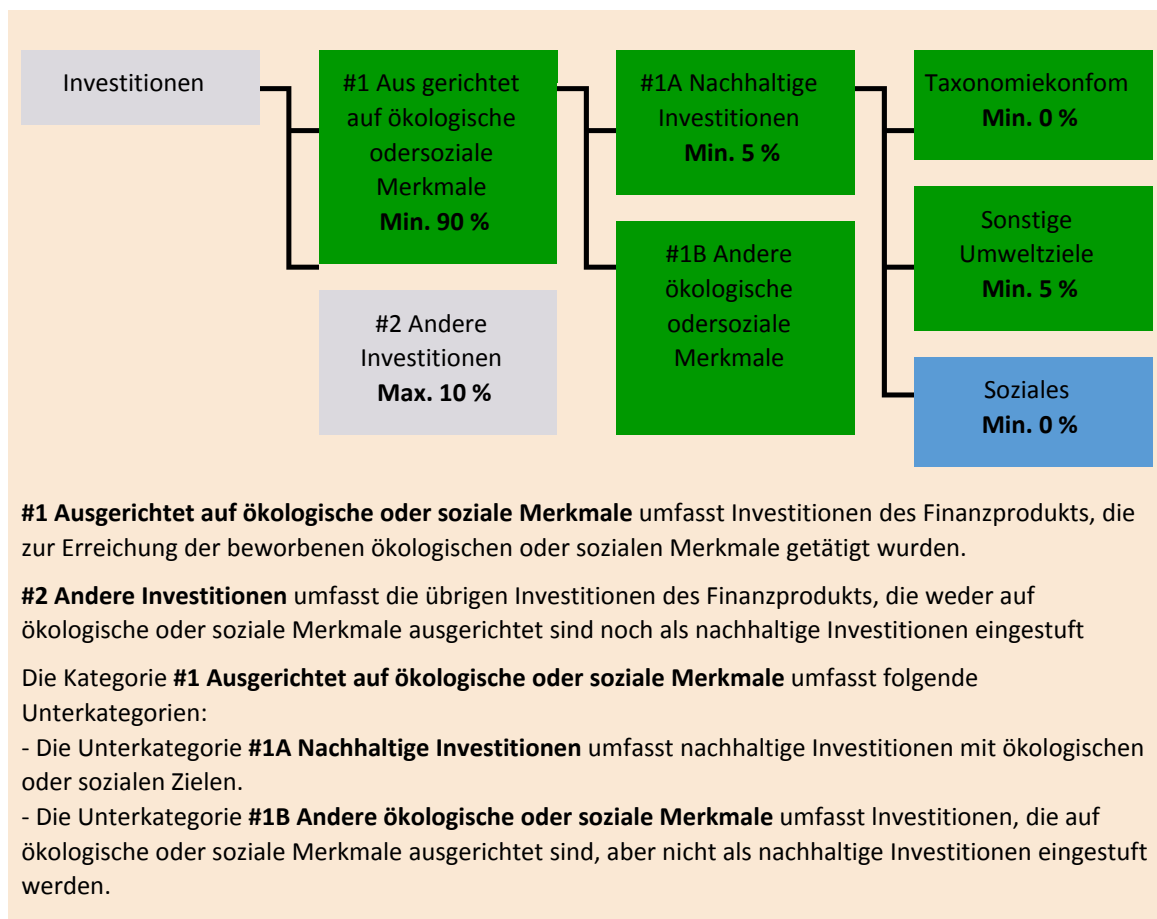 Investitionen
#1 Aus gerichtet
auf ökologische
odersoziale
Merkmale
Min. 90 %
#2 Andere
Investitionen
Max. 10 %
#1A Nachhaltige
Investitionen
Min. 5 %
#1B Andere
ökologische
odersoziale
Merkmale
Taxonomiekonfom
Min. 0 %
Sonstige
Umweltziele
Min. 5 %
Soziales
Min. 0 %
#1 Ausgerichtet auf ökologische oder soziale Merkmale umfasst Investitionen des Finanzprodukts, die
zur Erreichung der beworbenen ökologischen oder sozialen Merkmale getätigt wurden.
#2 Andere Investitionen umfasst die übrigen Investitionen des Finanzprodukts, die weder auf
ökologische oder soziale Merkmale ausgerichtet sind noch als nachhaltige Investitionen eingestuft
Die Kategorie #1 Ausgerichtet auf ökologische oder soziale Merkmale umfasst folgende
Unterkategorien:
- Die Unterkategorie #1A Nachhaltige Investitionen umfasst nachhaltige Investitionen mit ökologischen
oder sozialen Zielen.
- Die Unterkategorie #1B Andere ökologische oder soziale Merkmale umfasst lnvestitionen, die auf
ökologische oder soziale Merkmale ausgerichtet sind, aber nicht als nachhaltige Investitionen eingestuft
werden.